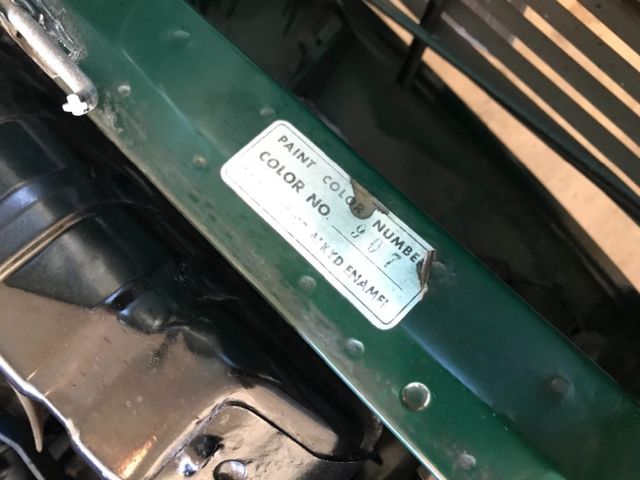 PAINT COLOR NUMBER
COLOR NO. 907
ALKYD ENAMEL